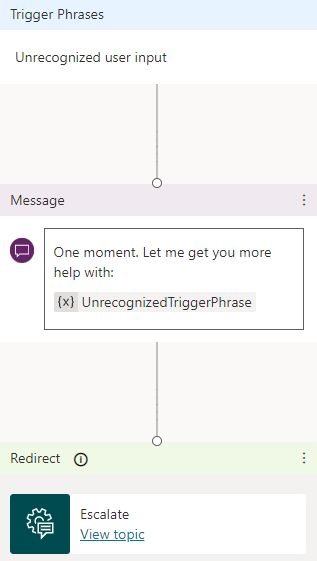 Trigger Phrases
Unrecognized user input
Message
One moment. Let me get you more
help with:
{x} UnrecognizedTriggerPhrase
Redirect
Escalate
View topic